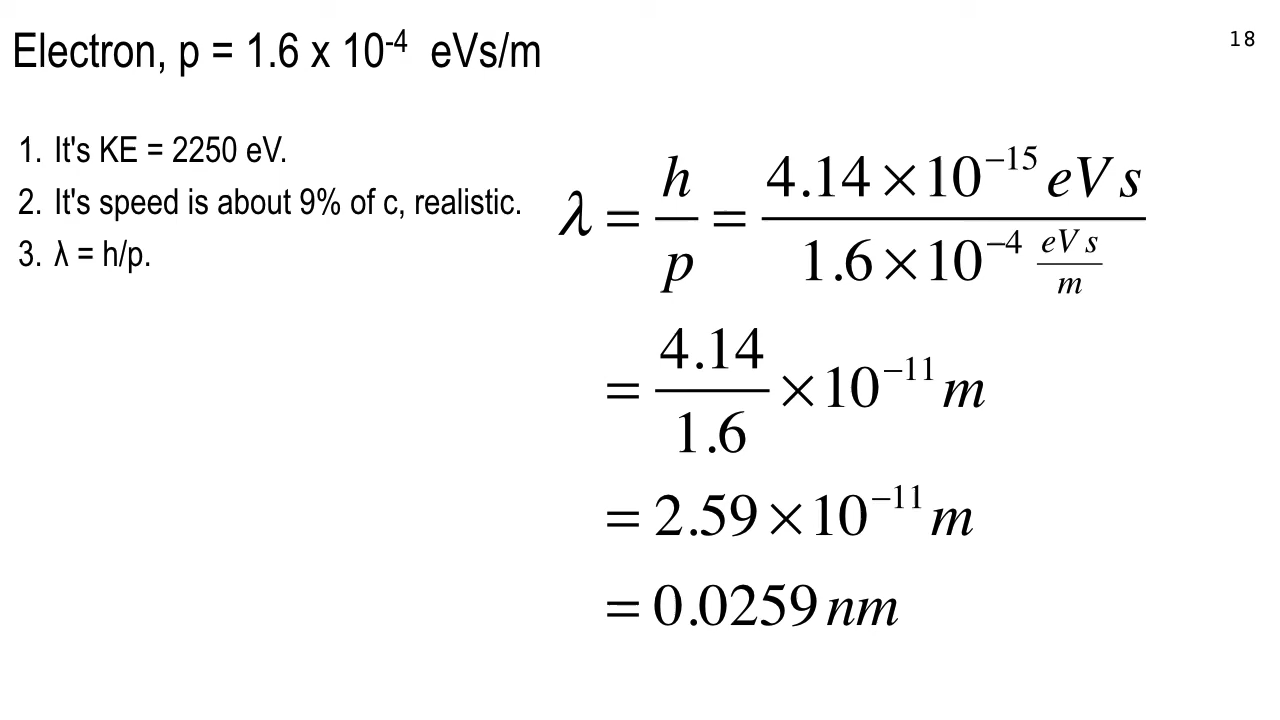 Electron, p = 1.6 x 10⁻⁴ eVs/m
18
1. It's KE = 2250 eV.
2. It's speed is about 9% of c, realistic.
3. λ = h/p.
λ = h/p = (4.14 × 10⁻¹⁵ eV s)/(1.6 × 10⁻⁴ eV s/m)
= 4.14/1.6 × 10⁻¹¹ m
= 2.59 × 10⁻¹¹ m
= 0.0259 nm